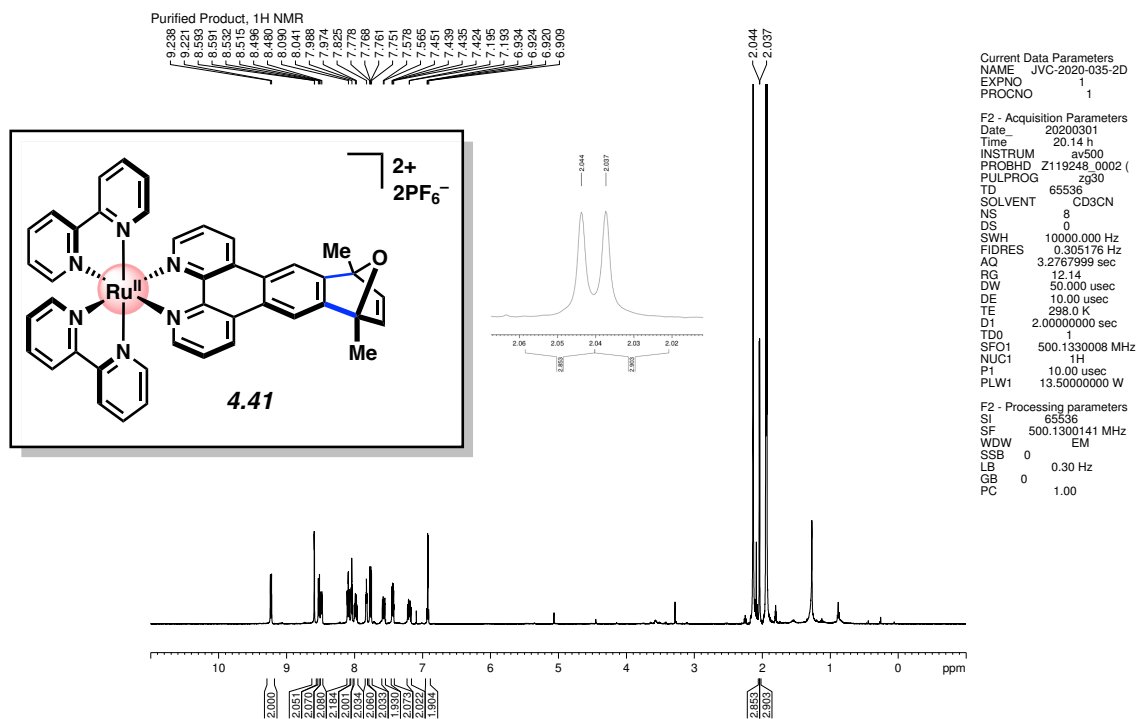 Purified Product, 1H NMR
9.238
9.221
8.593
8.591
8.532
8.515
8.496
8.480
8.090
8.041
7.988
7.974
7.825
7.778
7.768
7.761
7.751
7.578
7.565
7.451
7.439
7.435
7.424
7.195
7.193
6.934
6.924
6.920
6.909
2.044
2.037
Current Data Parameters
NAME JVC-2020-035-2D
EXPNO 1
PROCNO 1
F2 - Acquisition Parameters
Date_ 20200301
Time 20.14 h
INSTRUM av500
PROBHD Z119248_0002 (
PULPROG zg30
TD 65536
SOLVENT CD3CN
NS 8
DS 0
SWH 10000.000 Hz
FIDRES 0.305176 Hz
AQ 3.2767999 sec
RG 12.14
DW 50.000 usec
DE 10.00 usec
TE 298.0 K
D1 2.00000000 sec
TD0 1
SFO1 500.1330008 MHz
NUC1 1H
P1 10.00 usec
PLW1 13.50000000 W
F2 - Processing parameters
SI 65536
SF 500.1300141 MHz
WDW EM
SSB 0
LB 0.30 Hz
GB 0
PC 1.00
2+
2PF6−
N
N
N
N
N
N
RuII
Me
O
Me
4.41
2.044
2.037
2.06 2.05 2.04 2.03 2.02
2.853
2.903
10 9 8 7 6 5 4 3 2 1 0 ppm
2.000
2.051
2.070
2.080
2.184
2.001
2.034
2.060
2.033
1.930
2.073
2.022
1.904
2.853
2.903